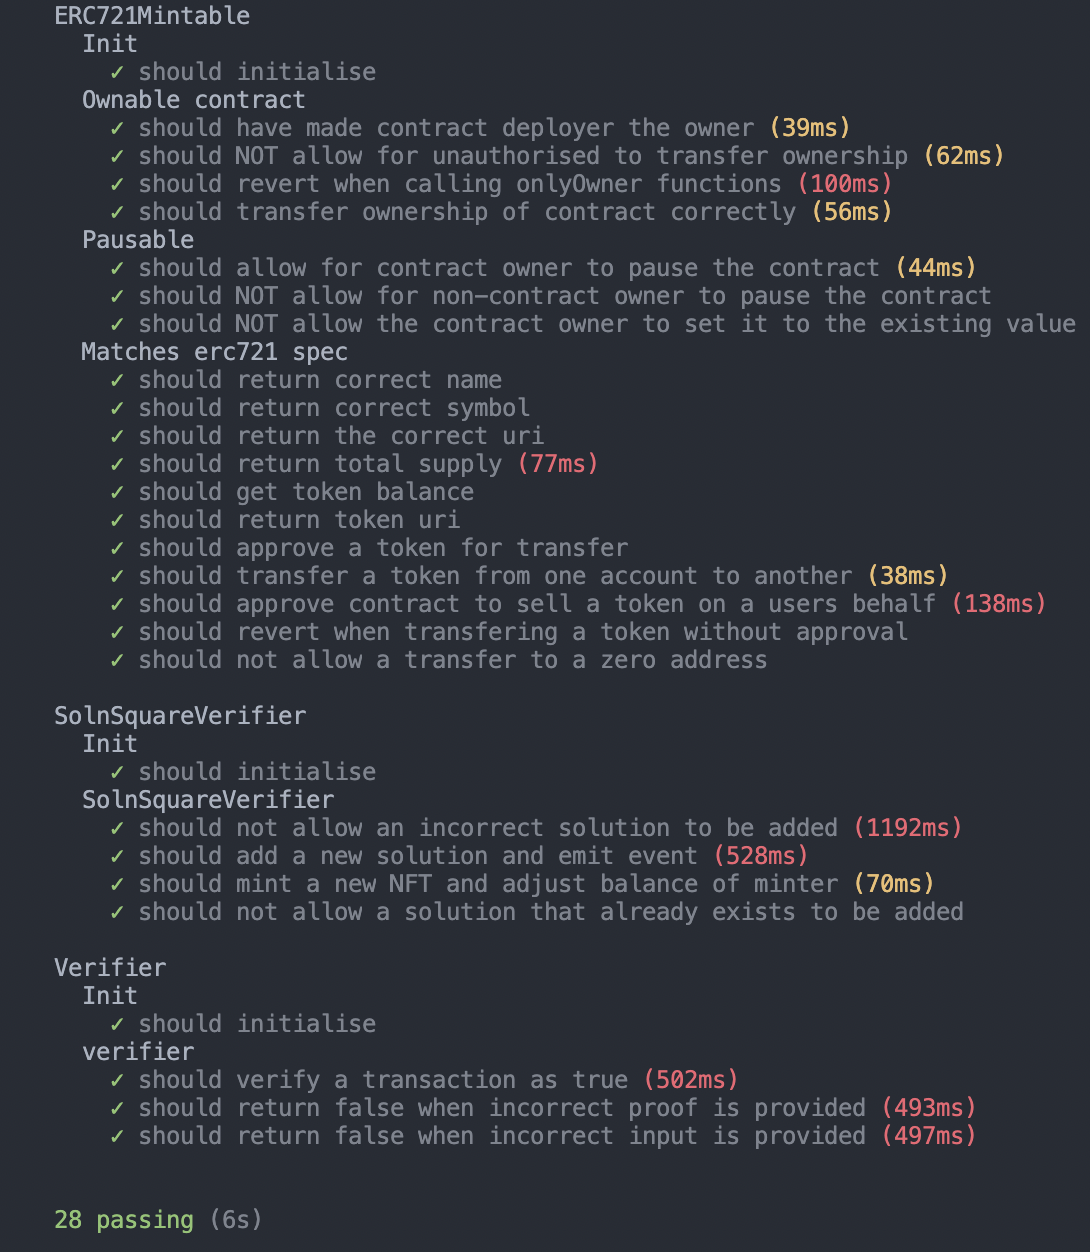 ERC721Mintable
Init
✓ should initialise
Ownable contract
✓ should have made contract deployer the owner (39ms)
✓ should NOT allow for unauthorised to transfer ownership (62ms)
✓ should revert when calling onlyOwner functions (100ms)
✓ should transfer ownership of contract correctly (56ms)
Pausable
✓ should allow for contract owner to pause the contract (44ms)
✓ should NOT allow for non-contract owner to pause the contract
✓ should NOT allow the contract owner to set it to the existing value
Matches erc721 spec
✓ should return correct name
✓ should return correct symbol
✓ should return the correct uri
✓ should return total supply (77ms)
✓ should get token balance
✓ should return token uri
✓ should approve a token for transfer
✓ should transfer a token from one account to another (38ms)
✓ should approve contract to sell a token on a users behalf (138ms)
✓ should revert when transfering a token without approval
✓ should not allow a transfer to a zero address
SolnSquareVerifier
Init
✓ should initialise
SolnSquareVerifier
✓ should not allow an incorrect solution to be added (1192ms)
✓ should add a new solution and emit event (528ms)
✓ should mint a new NFT and adjust balance of minter (70ms)
✓ should not allow a solution that already exists to be added
Verifier
Init
✓ should initialise
verifier
✓ should verify a transaction as true (502ms)
✓ should return false when incorrect proof is provided (493ms)
✓ should return false when incorrect input is provided (497ms)
28 passing (6s)